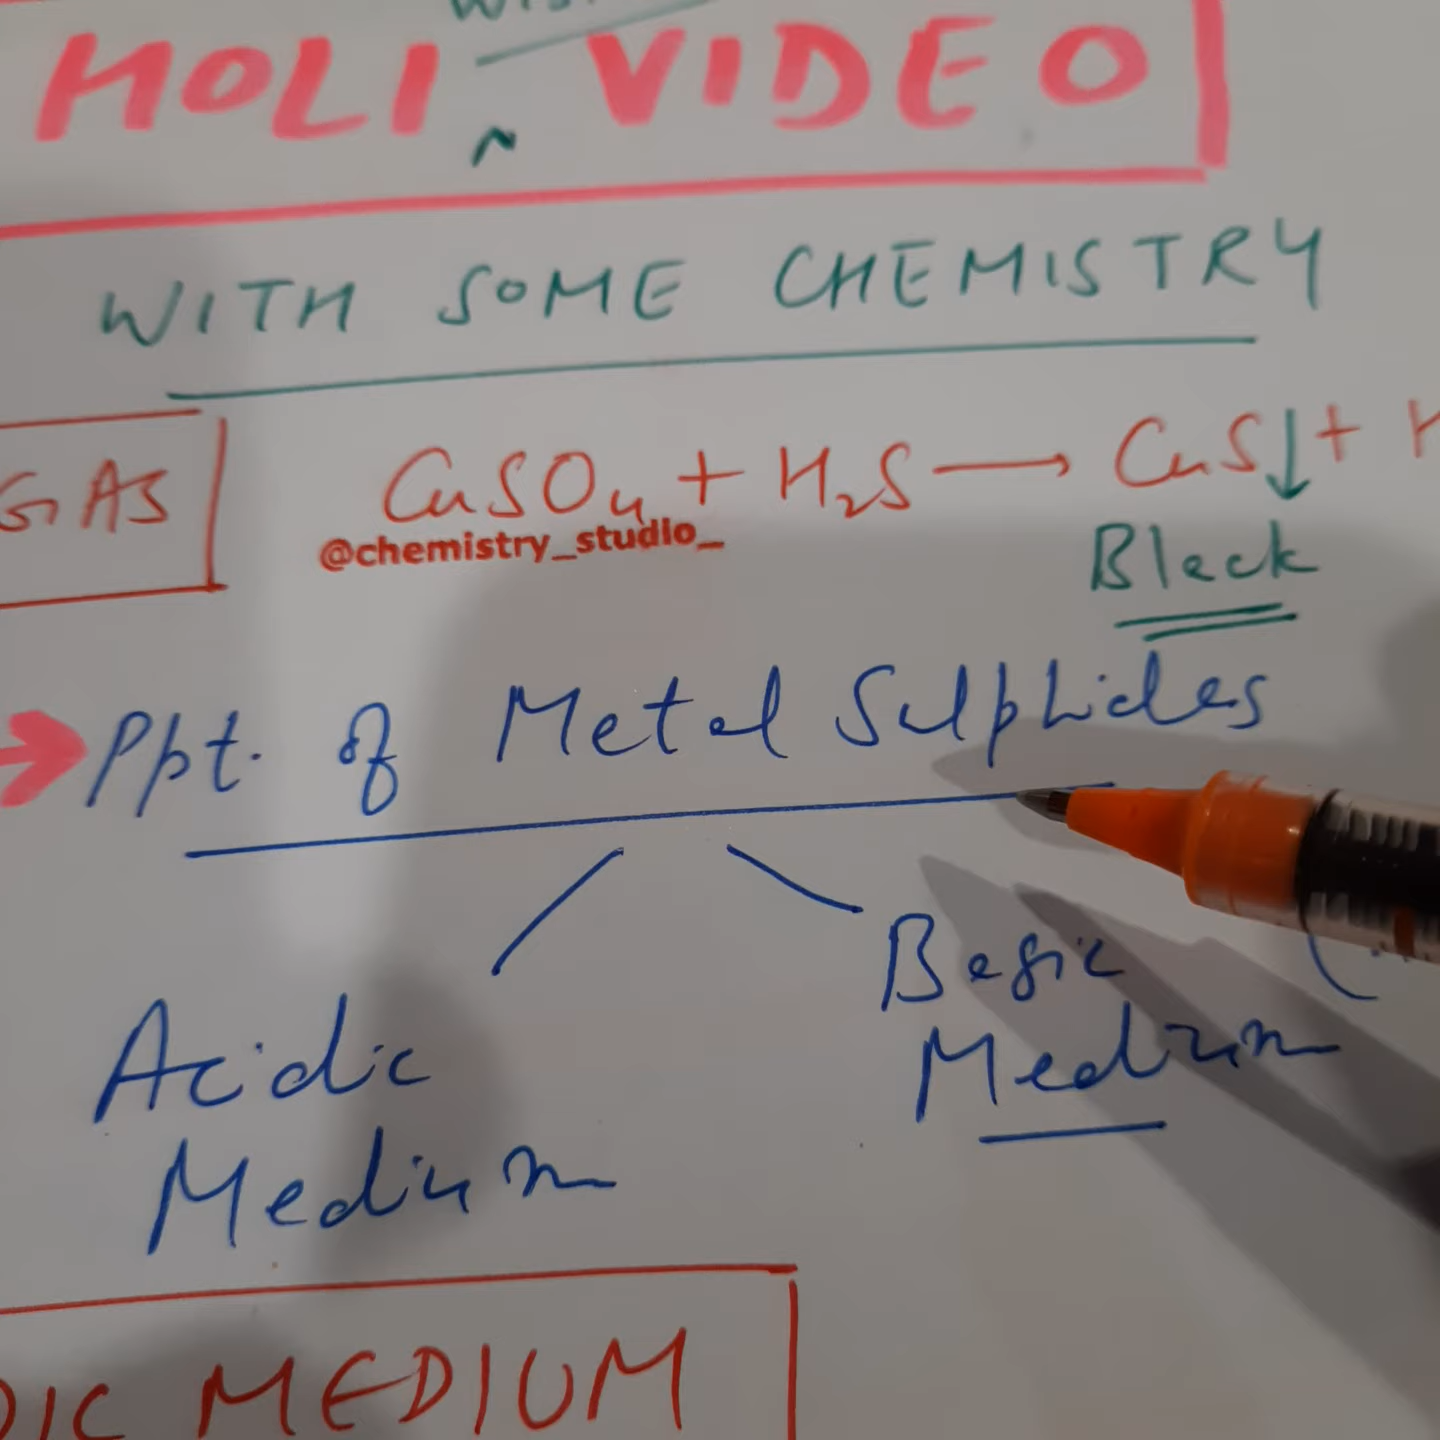 HOLI VIDEO
WITH SOME CHEMISTRY
GAS
CuSO4 + H2S → CuS↓ +
@chemistry_studio_
Black
Ppt. of Metal Sulphides
Basic
Medium
Acidic
Medium
DIC MEDIUM